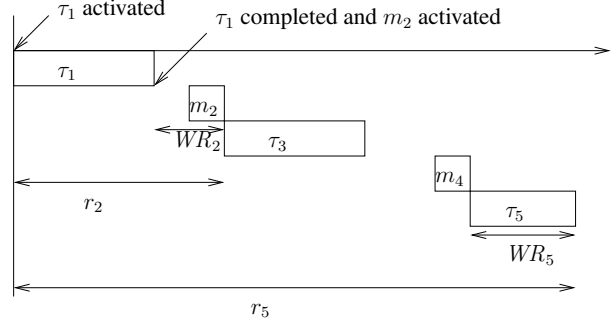 τ₁ activated
τ₁ completed and m₂ activated
τ₁
m₂
WR₂
τ₃
r₂
m₄
τ₅
WR₅
r₅